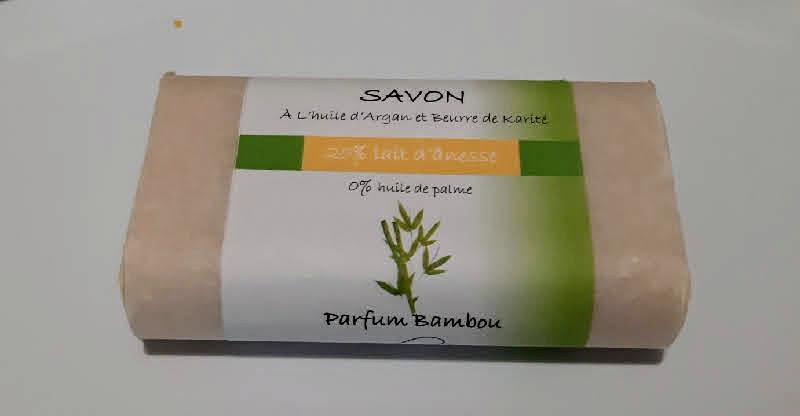 SAVON
À L'huile d'Argan et Beurre de Karité
20% lait d'ânesse
0% huile de palme
Parfum Bambou